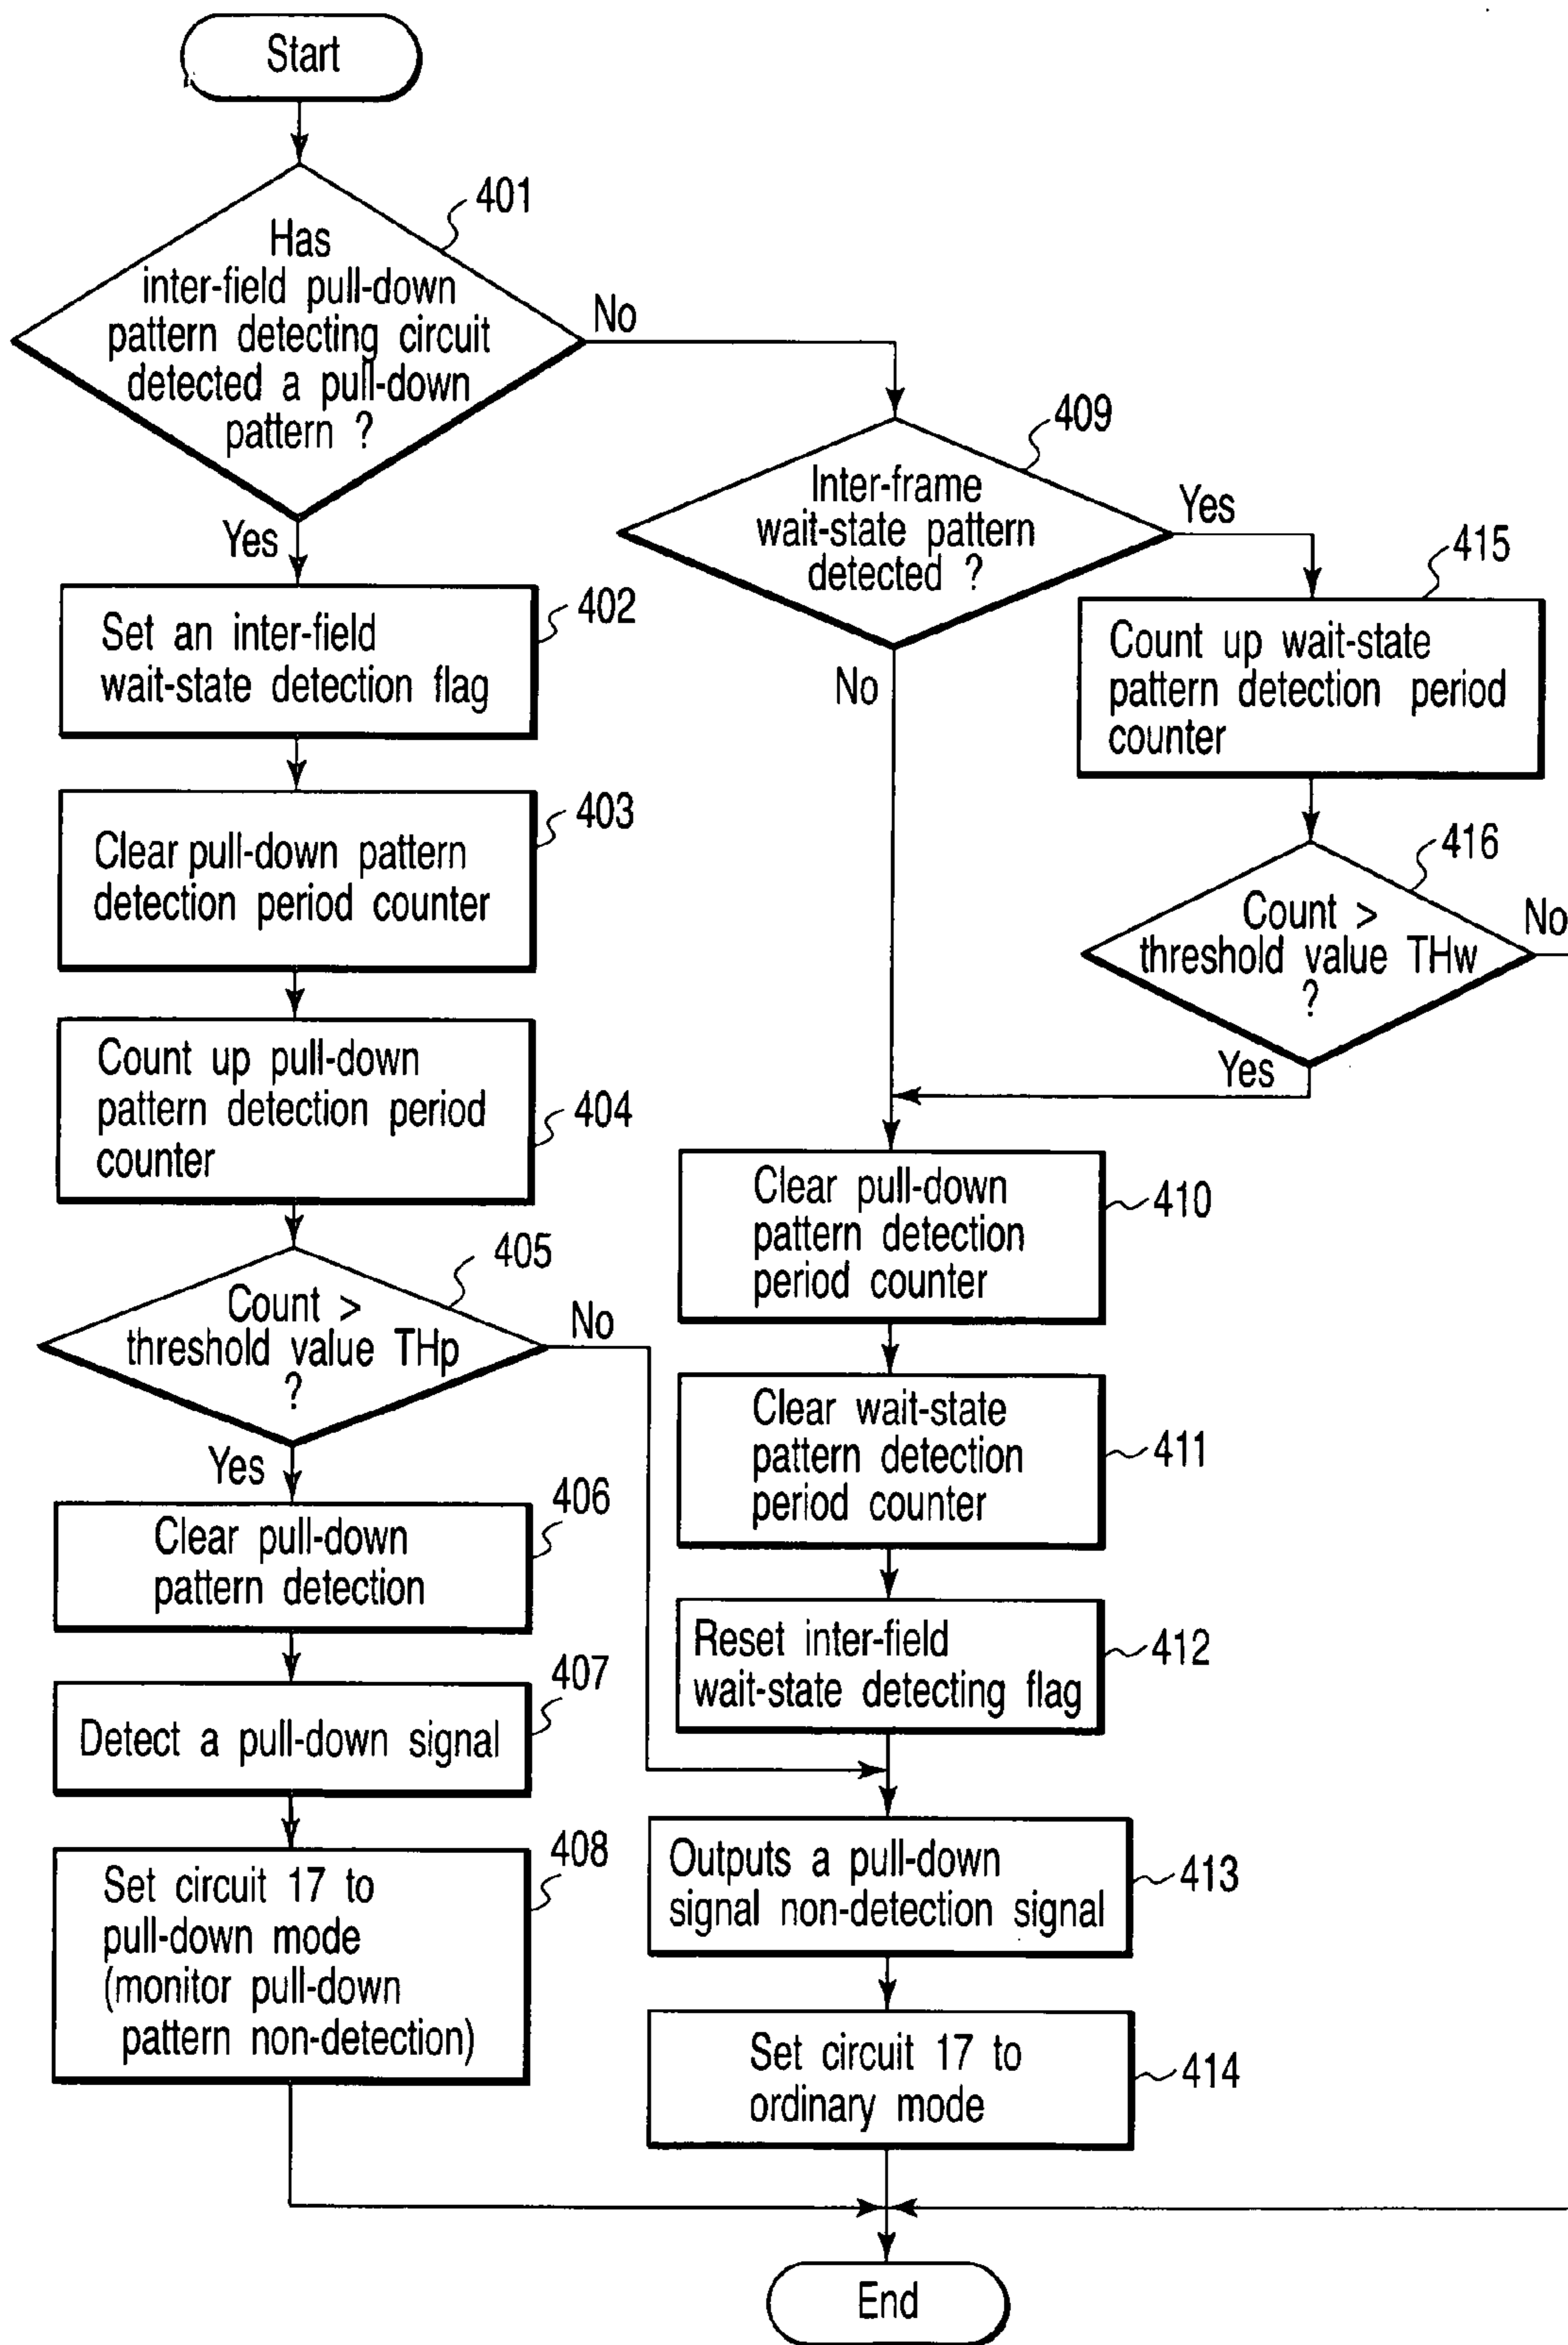 Start
401
Has
inter-field pull-down
pattern detecting circuit
detected a pull-down
pattern ?
No
Yes
402
Set an inter-field
wait-state detection flag
403
Clear pull-down pattern
detection period counter
404
Count up pull-down
pattern detection period
counter
405
Count >
threshold value THp
?
No
Yes
406
Clear pull-down
pattern detection
407
Detect a pull-down signal
408
Set circuit 17 to
pull-down mode
(monitor pull-down
pattern non-detection)
409
Inter-frame
wait-state pattern
detected ?
Yes
No
415
Count up wait-state
pattern detection period
counter
416
Count >
threshold value THw
?
No
Yes
410
Clear pull-down
pattern detection
period counter
411
Clear wait-state
pattern detection
period counter
412
Reset inter-field
wait-state detecting flag
413
Outputs a pull-down
signal non-detection signal
414
Set circuit 17 to
ordinary mode
End